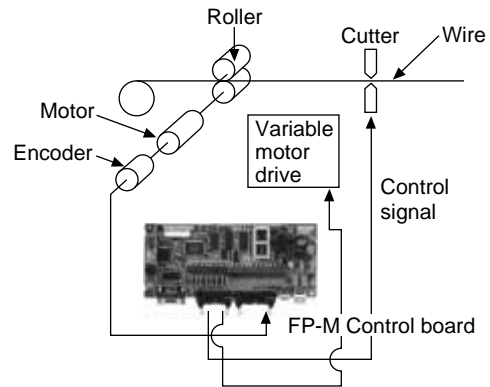 Roller
Cutter
Wire
Motor
Encoder
Variable
motor
drive
Control
signal
FP-M Control board